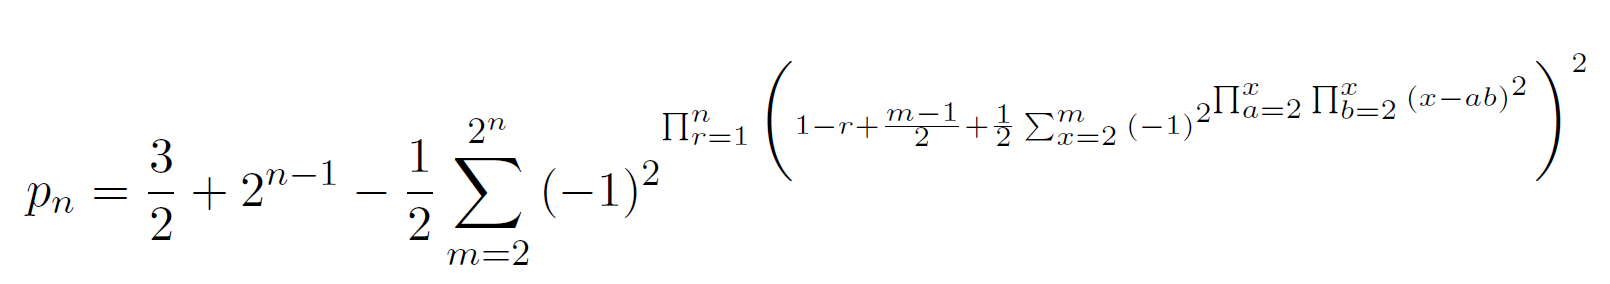 $p_n = \frac{3}{2} + 2^{n-1} - \frac{1}{2} \sum_{m=2}^{2^n} (-1)^{2^{\prod_{r=1}^{n} \left( 1-r+\frac{m-1}{2}+\frac{1}{2} \sum_{x=2}^{m} (-1)^{2^{\prod_{a=2}^{x} \prod_{b=2}^{x} (x-ab)^2}} \right)^2}}$